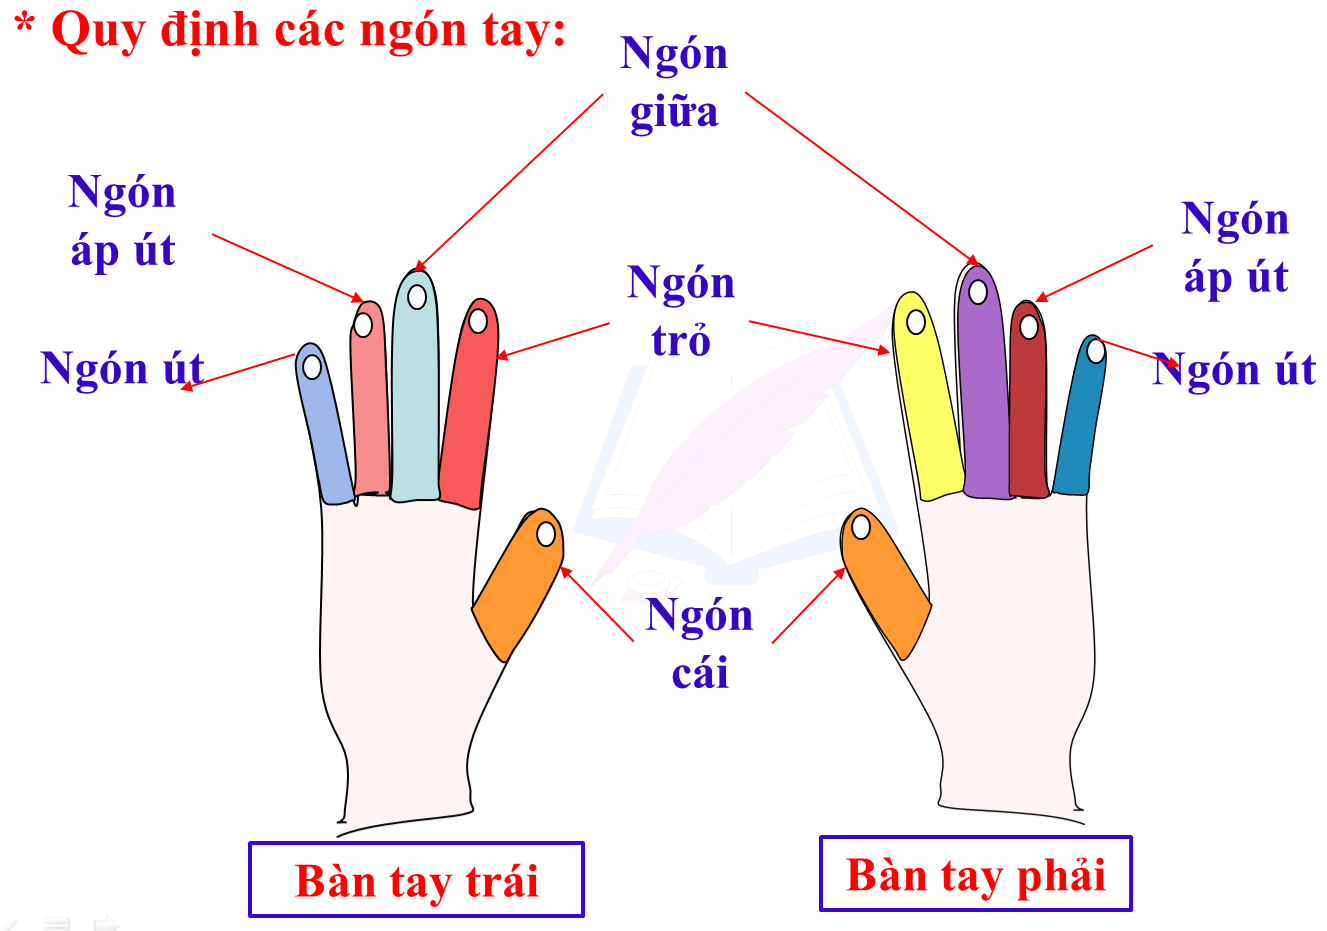 * Quy định các ngón tay:
Ngón
giữa
Ngón
áp út
Ngón
áp út
Ngón
trỏ
Ngón út
Ngón út
Ngón
cái
Bàn tay trái
Bàn tay phải